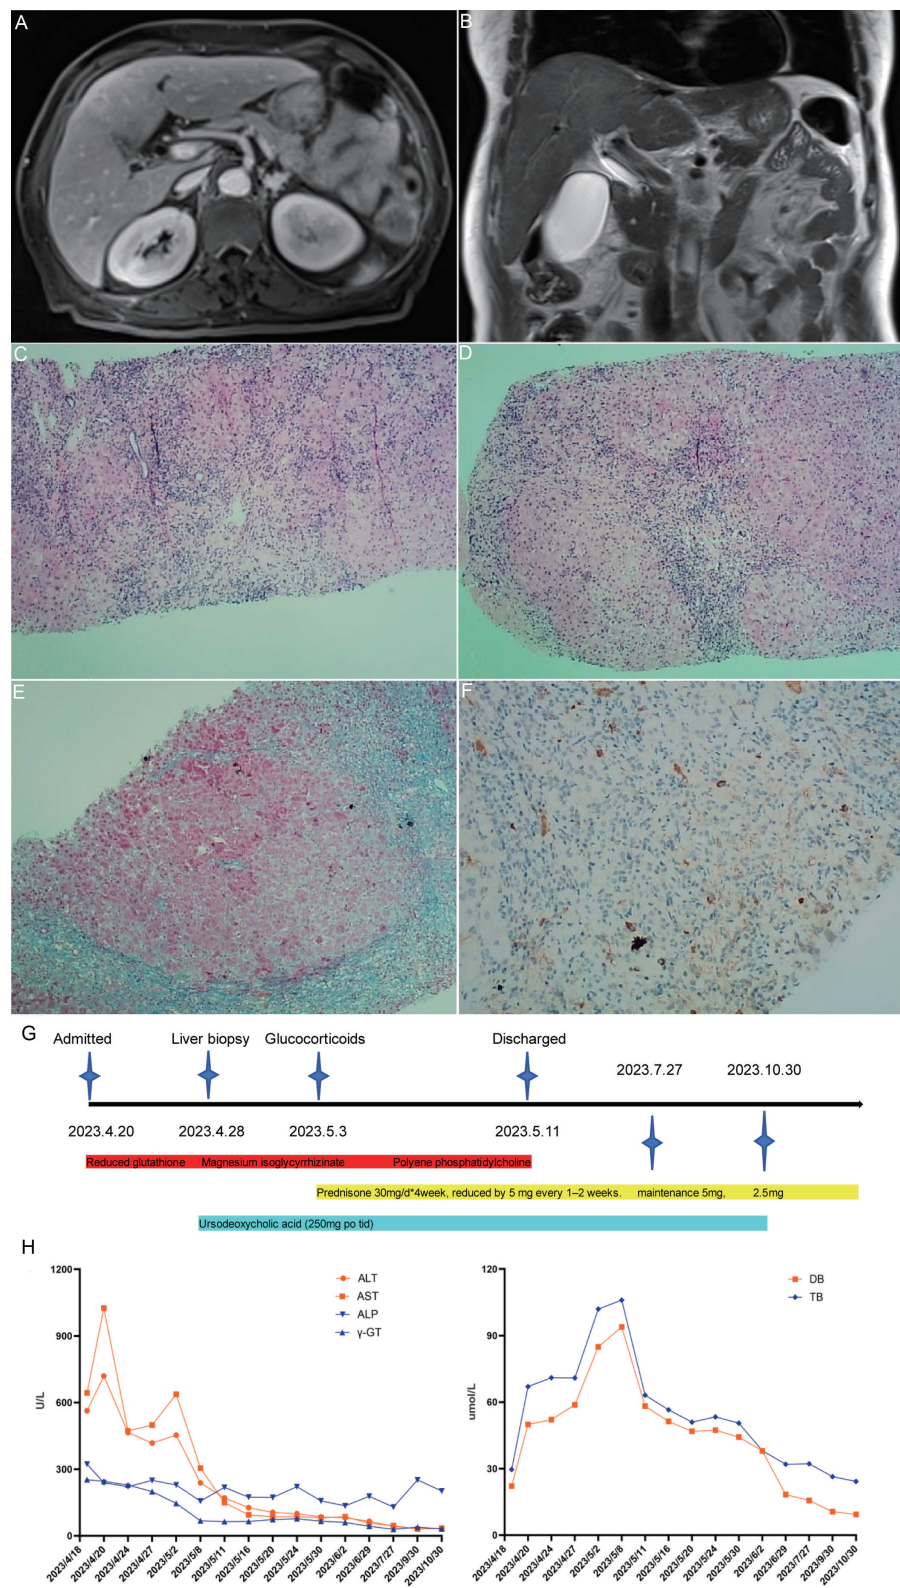 A
B
C
D
E
F
G
Admitted
Liver biopsy
Glucocorticoids
Discharged
2023.7.27
2023.10.30
2023.4.20
2023.4.28
2023.5.3
2023.5.11
Reduced glutathione
Magnesium isoglycyrrhizinate
Polyene phosphatidylcholine
Prednisone 30mg/d*4week, reduced by 5 mg every 1–2 weeks.
maintenance 5mg,
2.5mg
Ursodeoxycholic acid (250mg po tid)
H
1200
900
600
300
0
U/L
ALT
AST
ALP
γ-GT
2023/4/18
2023/4/20
2023/4/24
2023/4/27
2023/5/2
2023/5/8
2023/5/11
2023/5/16
2023/5/20
2023/5/24
2023/5/30
2023/6/2
2023/6/29
2023/7/27
2023/9/30
2023/10/30
120
90
60
30
0
umol/L
DB
TB
2023/4/18
2023/4/20
2023/4/24
2023/4/27
2023/5/2
2023/5/8
2023/5/11
2023/5/16
2023/5/20
2023/5/24
2023/5/30
2023/6/2
2023/6/29
2023/7/27
2023/9/30
2023/10/30